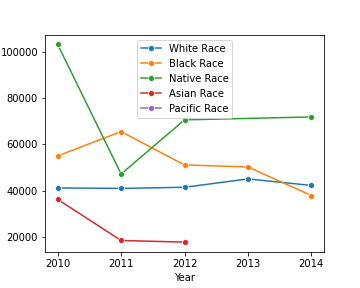 White Race
Black Race
Native Race
Asian Race
Pacific Race
100000
80000
60000
40000
20000
2010 2011 2012 2013 2014
Year